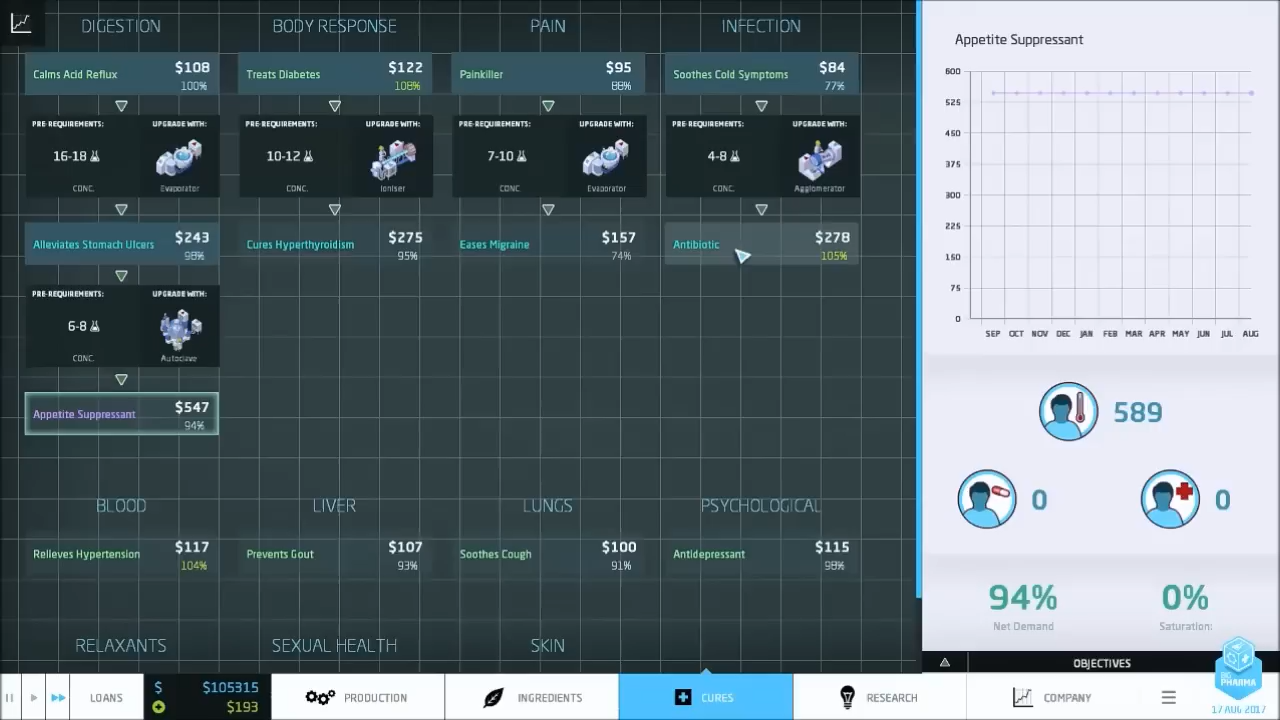 DIGESTION
BODY RESPONSE
PAIN
INFECTION
Calms Acid Reflux $108
100%
Treats Diabetes $122
108%
Painkiller $95
88%
Soothes Cold Symptoms $84
77%
PRE-REQUIREMENTS: UPGRADE WITH:
16-18
CONC. Evaporator
PRE-REQUIREMENTS: UPGRADE WITH:
10-12
CONC. Ioniser
PRE-REQUIREMENTS: UPGRADE WITH:
7-10
CONC. Evaporator
PRE-REQUIREMENTS: UPGRADE WITH:
4-8
CONC. Agglomerator
Alleviates Stomach Ulcers $243
98%
Cures Hyperthyroidism $275
95%
Eases Migraine $157
74%
Antibiotic $278
105%
PRE-REQUIREMENTS: UPGRADE WITH:
6-8
CONC. Autoclave
Appetite Suppressant $547
94%
BLOOD
LIVER
LUNGS
PSYCHOLOGICAL
Relieves Hypertension $117
104%
Prevents Gout $107
93%
Soothes Cough $100
91%
Antidepressant $115
98%
RELAXANTS
SEXUAL HEALTH
SKIN
Appetite Suppressant
600
525
450
375
300
225
150
75
0
SEP OCT NOV DEC JAN FEB MAR APR MAY JUN JUL AUG
589
0
0
94%
Net Demand
0%
Saturation:
OBJECTIVES
BIG PHARMA
17 AUG 2017
LOANS
$ $105315
$193
PRODUCTION
INGREDIENTS
CURES
RESEARCH
COMPANY